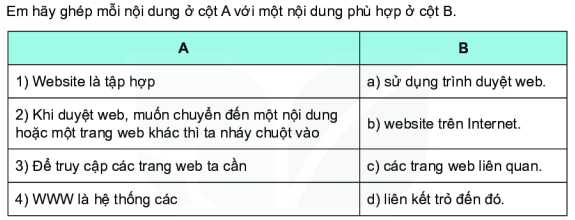 Em hãy ghép mỗi nội dung ở cột A với một nội dung phù hợp ở cột B.
A
B
1) Website là tập hợp
a) sử dụng trình duyệt web.
2) Khi duyệt web, muốn chuyển đến một nội dung
hoặc một trang web khác thì ta nháy chuột vào
b) website trên Internet.
3) Để truy cập các trang web ta cần
c) các trang web liên quan.
4) WWW là hệ thống các
d) liên kết trỏ đến đó.